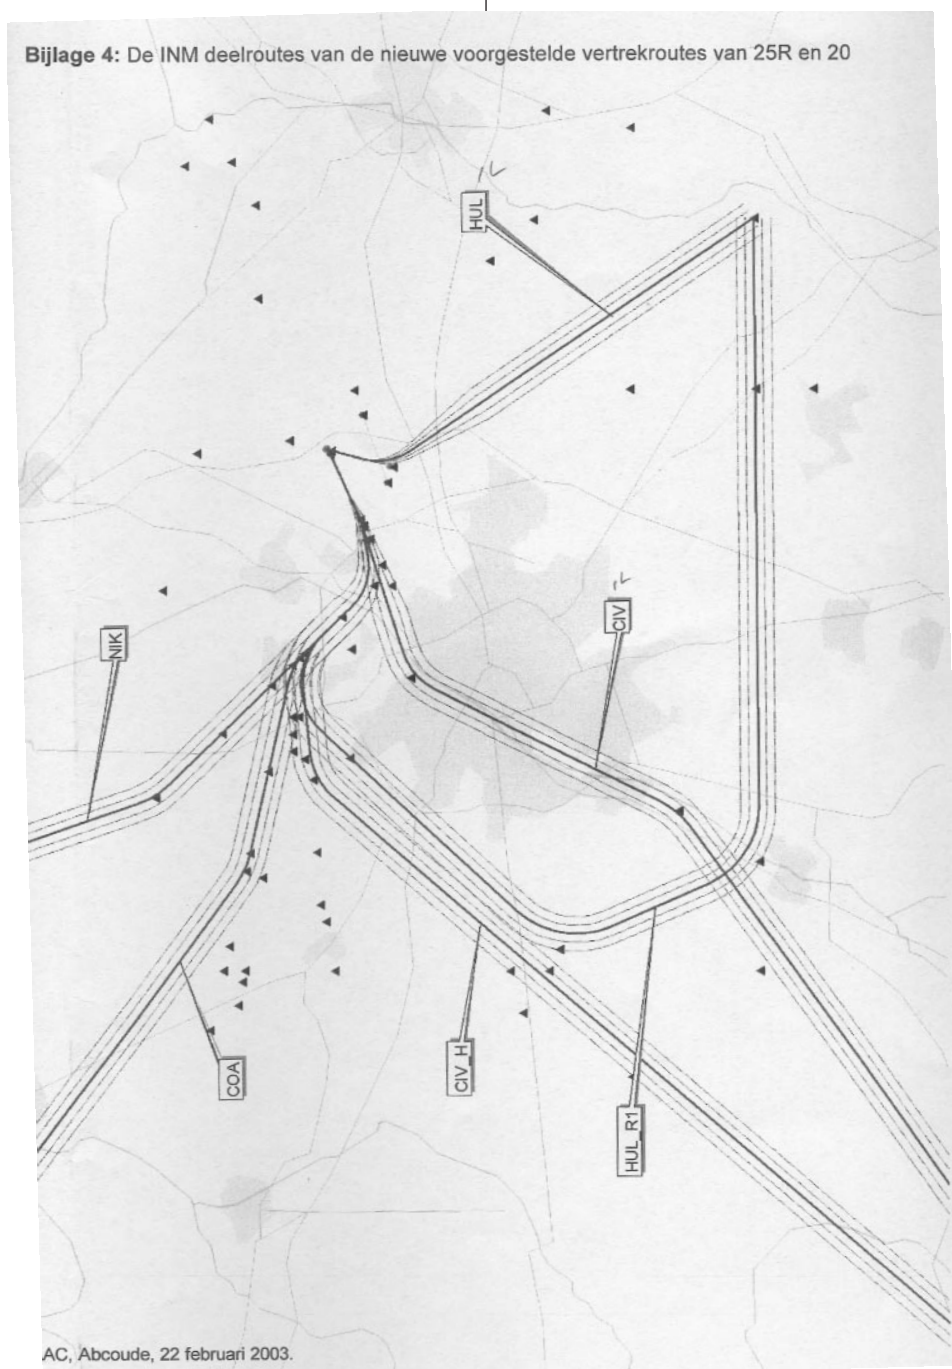 Bijlage 4: De INM deelroutes van de nieuwe voorgestelde vertrekroutes van 25R en 20
HUL
CIV
NIK
COA
CIV_H
HUL_R1
AC, Abcoude, 22 februari 2003.